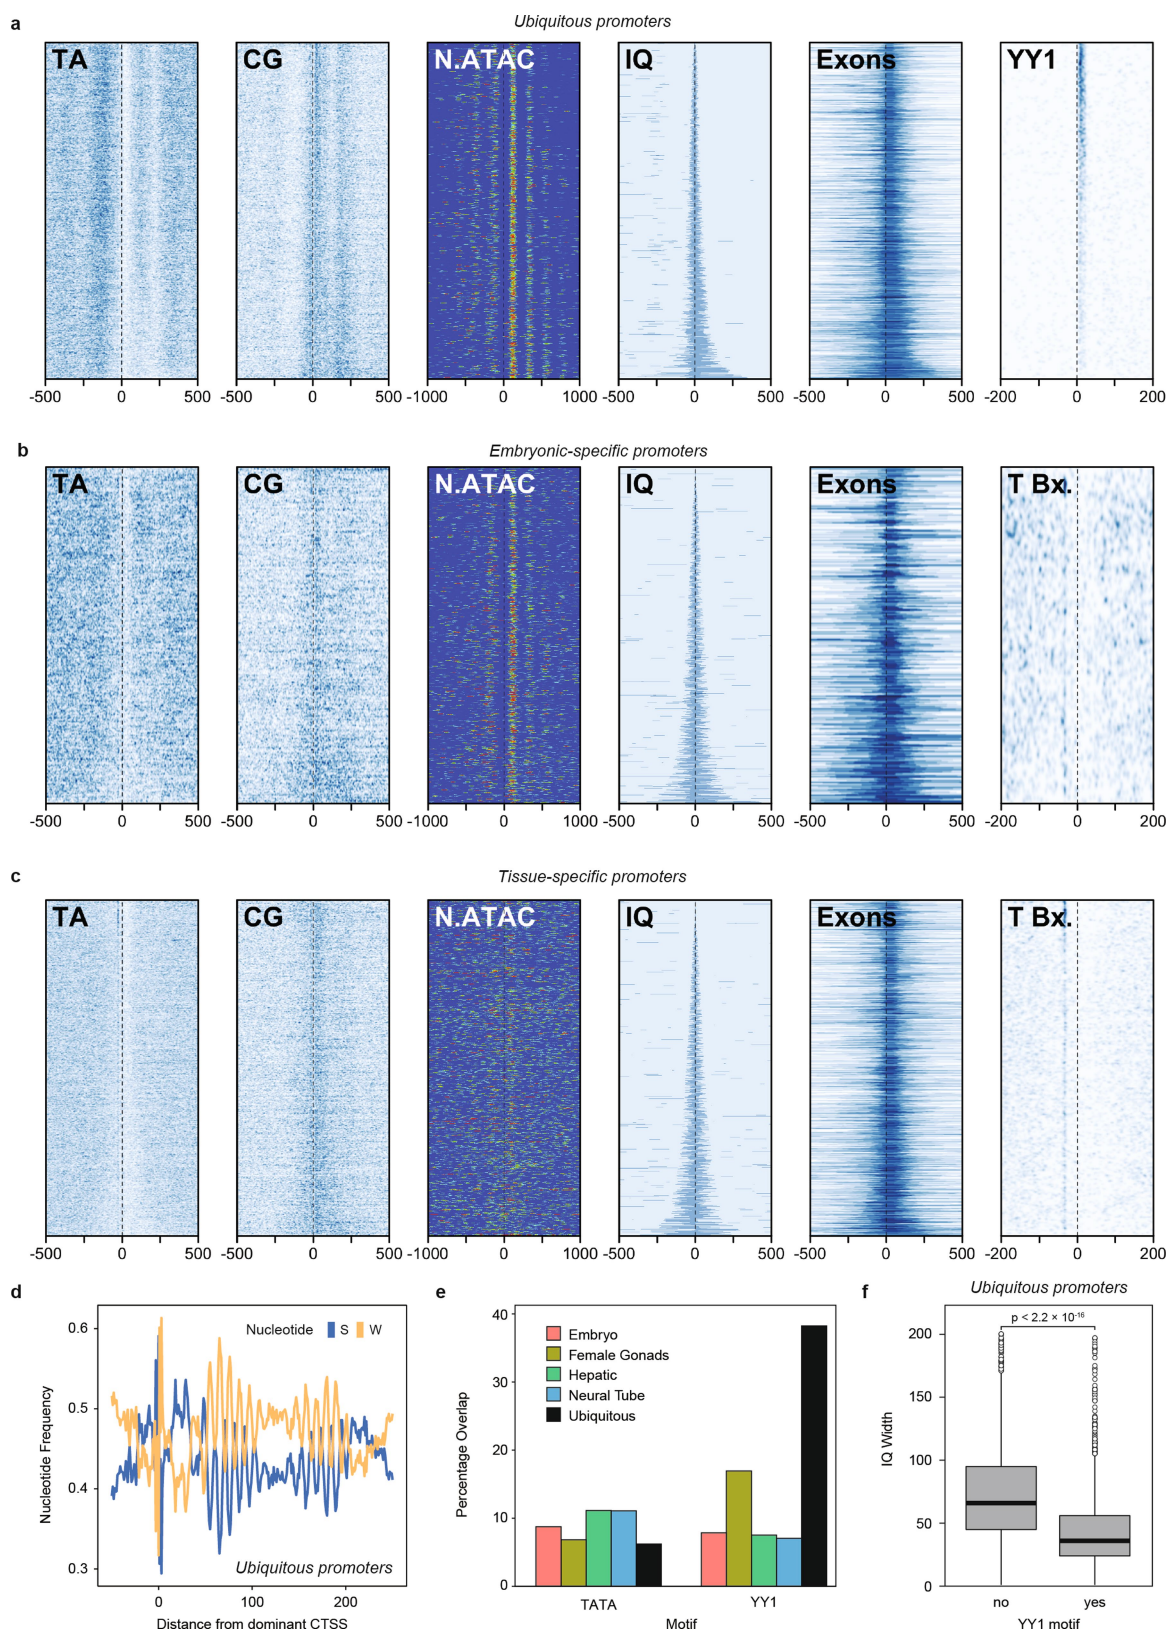 a
Ubiquitous promoters
TA CG N.ATAC IQ Exons YY1
-500 0 500 -500 0 500 -1000 0 1000 -500 0 500 -500 0 500 -200 0 200
b
Embryonic-specific promoters
TA CG N.ATAC IQ Exons T Bx.
-500 0 500 -500 0 500 -1000 0 1000 -500 0 500 -500 0 500 -200 0 200
c
Tissue-specific promoters
TA CG N.ATAC IQ Exons T Bx.
-500 0 500 -500 0 500 -1000 0 1000 -500 0 500 -500 0 500 -200 0 200
d
Nucleotide S W
0.6
0.5
0.4
0.3
Nucleotide Frequency
Ubiquitous promoters
0 100 200
Distance from dominant CTSS
e
40
30
20
10
0
Percentage Overlap
Embryo
Female Gonads
Hepatic
Neural Tube
Ubiquitous
TATA YY1
Motif
f
Ubiquitous promoters
p < 2.2 × 10⁻¹⁶
200
150
100
50
0
IQ Width
no yes
YY1 motif